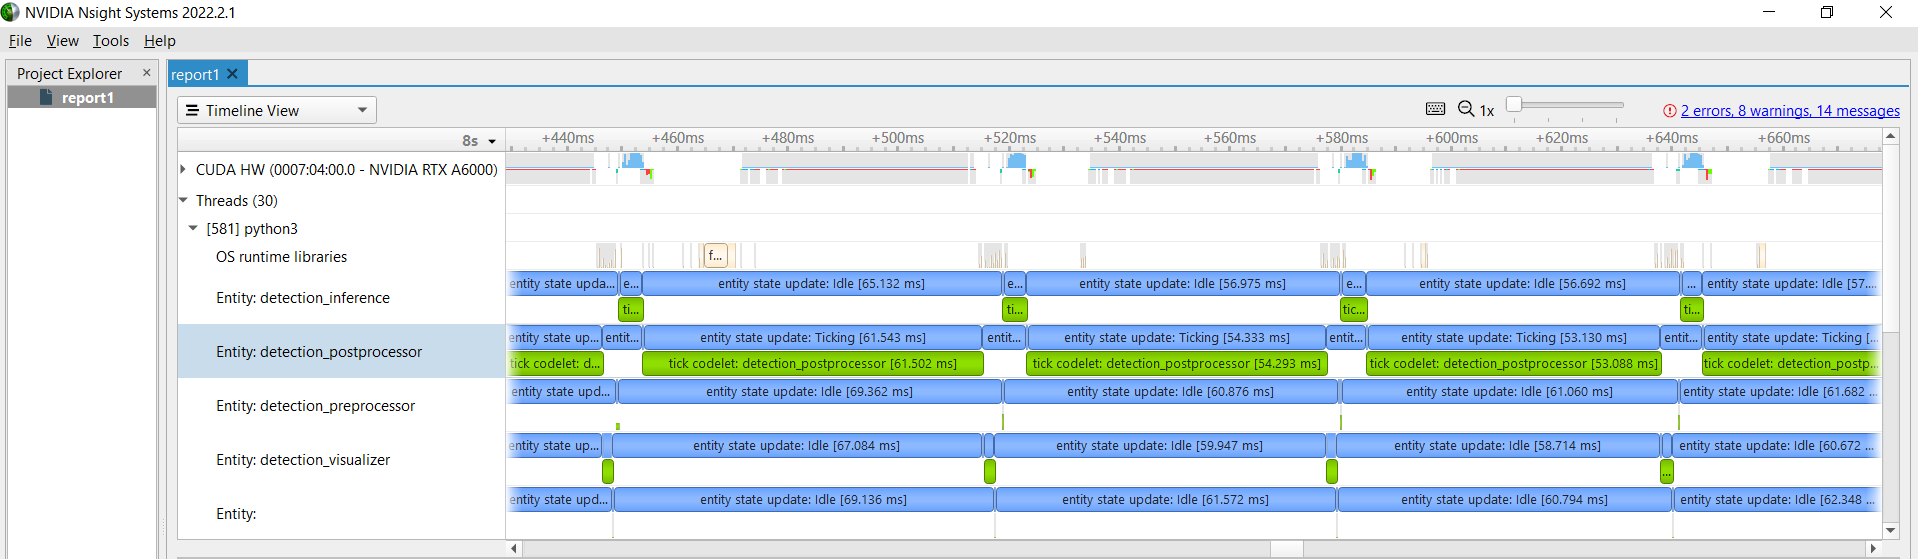 NVIDIA Nsight Systems 2022.2.1
File View Tools Help
Project Explorer ×
report1
report1 ×
Timeline View
1x
2 errors, 8 warnings, 14 messages
8s
+440ms +460ms +480ms +500ms +520ms +540ms +560ms +580ms +600ms +620ms +640ms +660ms
CUDA HW (0007:04:00.0 - NVIDIA RTX A6000)
Threads (30)
[581] python3
OS runtime libraries
f...
Entity: detection_inference
entity state upda... e... entity state update: Idle [65.132 ms] e... entity state update: Idle [56.975 ms] e... entity state update: Idle [56.692 ms] ... entity state update: Idle [57....
ti... ti... tic... ti...
Entity: detection_postprocessor
entity state upd... entit... entity state update: Ticking [61.543 ms] entit... entity state update: Ticking [54.333 ms] entit... entity state update: Ticking [53.130 ms] entit... entity state update: Ticking [...
tick codelet: d... tick codelet: detection_postprocessor [61.502 ms] tick codelet: detection_postprocessor [54.293 ms] tick codelet: detection_postprocessor [53.088 ms] tick codelet: detection_postp...
Entity: detection_preprocessor
entity state upd... entity state update: Idle [69.362 ms] entity state update: Idle [60.876 ms] entity state update: Idle [61.060 ms] entity state update: Idle [61.682 ...
Entity: detection_visualizer
entity state up... entity state update: Idle [67.084 ms] entity state update: Idle [59.947 ms] entity state update: Idle [58.714 ms] entity state update: Idle [60.672 ...
...
Entity:
entity state upd... entity state update: Idle [69.136 ms] entity state update: Idle [61.572 ms] entity state update: Idle [60.794 ms] entity state update: Idle [62.348 ...